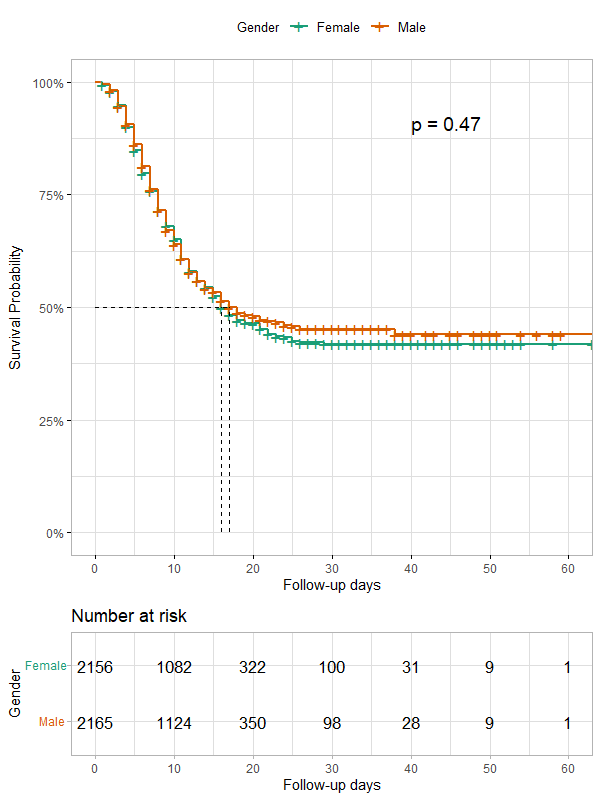 Gender Female Male
100%
75%
50%
25%
0%
Survival Probability
p = 0.47
0 10 20 30 40 50 60
Follow-up days
Number at risk
Gender
Female 2156 1082 322 100 31 9 1
Male 2165 1124 350 98 28 9 1
0 10 20 30 40 50 60
Follow-up days